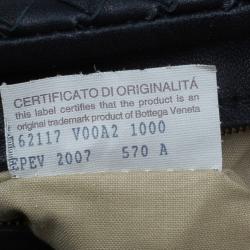 CERTIFICATO DI ORIGINALITÁ
this label certifies that the product is an
original trademark product of Bottega Veneta
162117 V00A2 1000
EPEV 2007 570 A